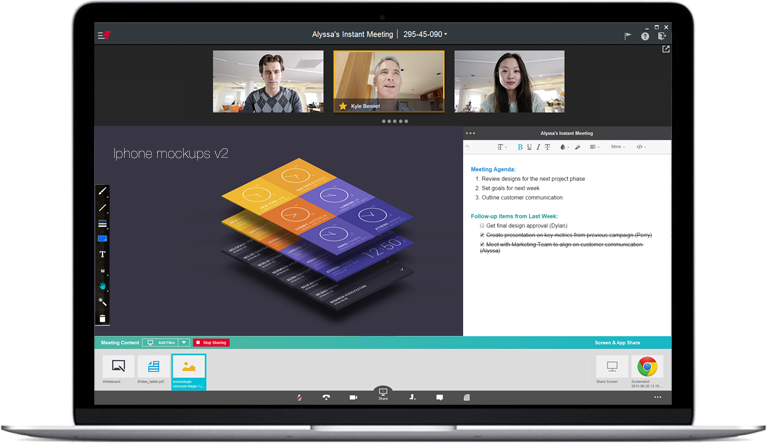 Alyssa's Instant Meeting | 295-45-090
Kyle Bennet
Iphone mockups v2
12:50
Alyssa's Instant Meeting
T B U I T More </>
Meeting Agenda:
1. Review designs for the next project phase
2. Set goals for next week
3. Outline customer communication
Follow-up items from Last Week:
Get final design approval (Dylan)
Create presentation on key metrics from previous campaign (Perry)
Meet with Marketing Team to align on customer communication
(Alyssa)
T
Meeting Content Add Files Stop Sharing Screen & App Share
Whiteboard
Share Screen
Screenshot
Share